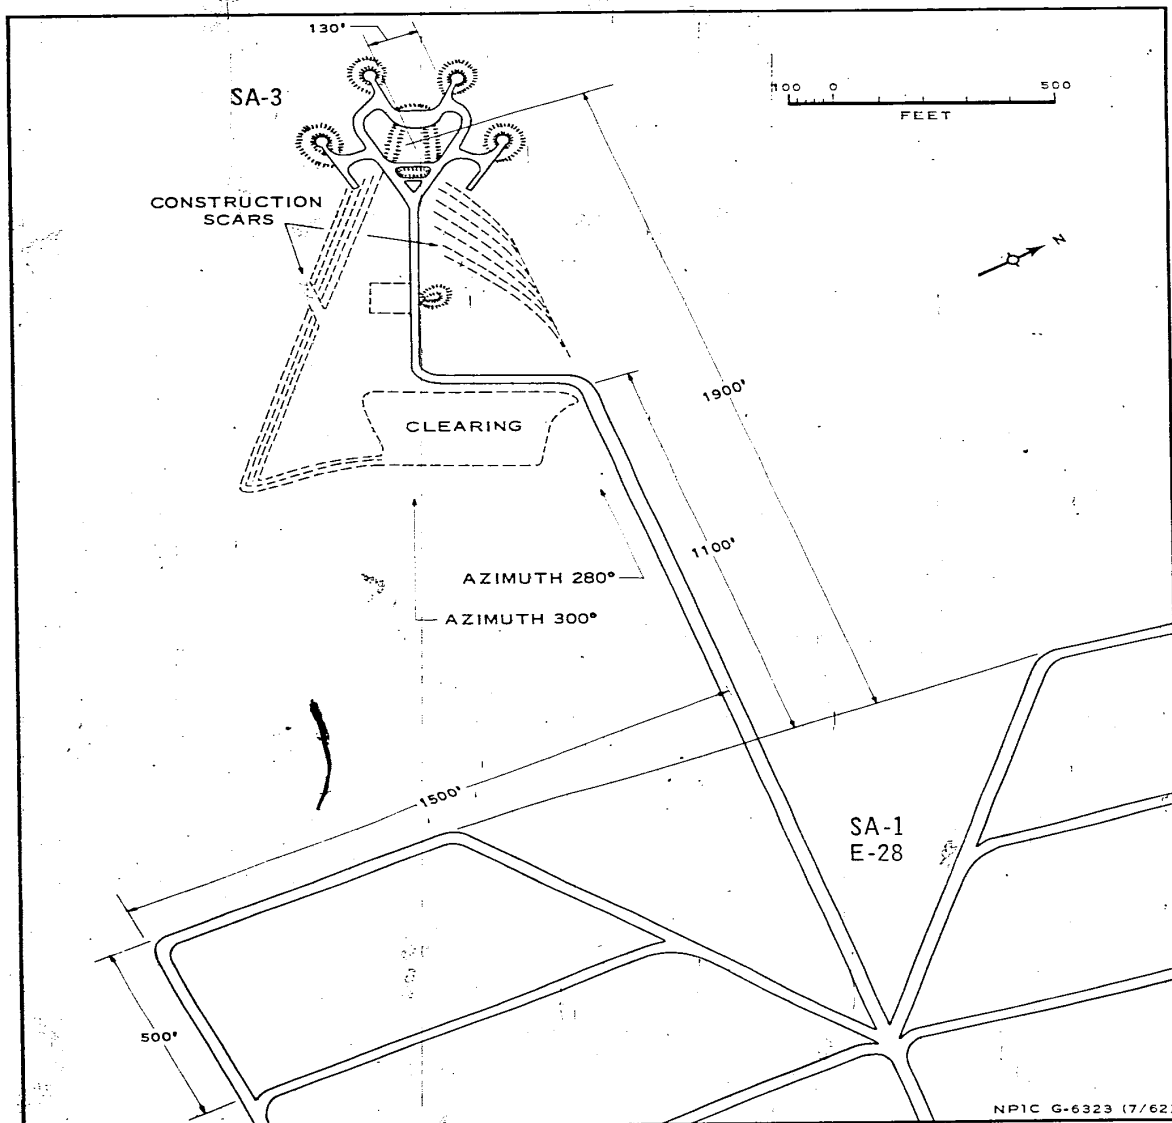 130'
SA-3
100 0 500
FEET
CONSTRUCTION
SCARS
N
1900'
CLEARING
1100'
AZIMUTH 280°
AZIMUTH 300°
1500'
SA-1
E-28
500'
NPIC G-6323 (7/62)